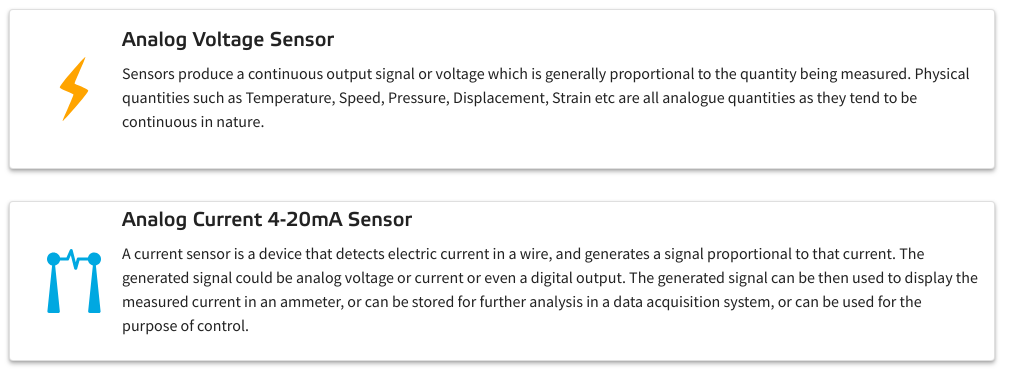 Analog Voltage Sensor
Sensors produce a continuous output signal or voltage which is generally proportional to the quantity being measured. Physical
quantities such as Temperature, Speed, Pressure, Displacement, Strain etc are all analogue quantities as they tend to be
continuous in nature.
Analog Current 4-20mA Sensor
A current sensor is a device that detects electric current in a wire, and generates a signal proportional to that current. The
generated signal could be analog voltage or current or even a digital output. The generated signal can be then used to display the
measured current in an ammeter, or can be stored for further analysis in a data acquisition system, or can be used for the
purpose of control.